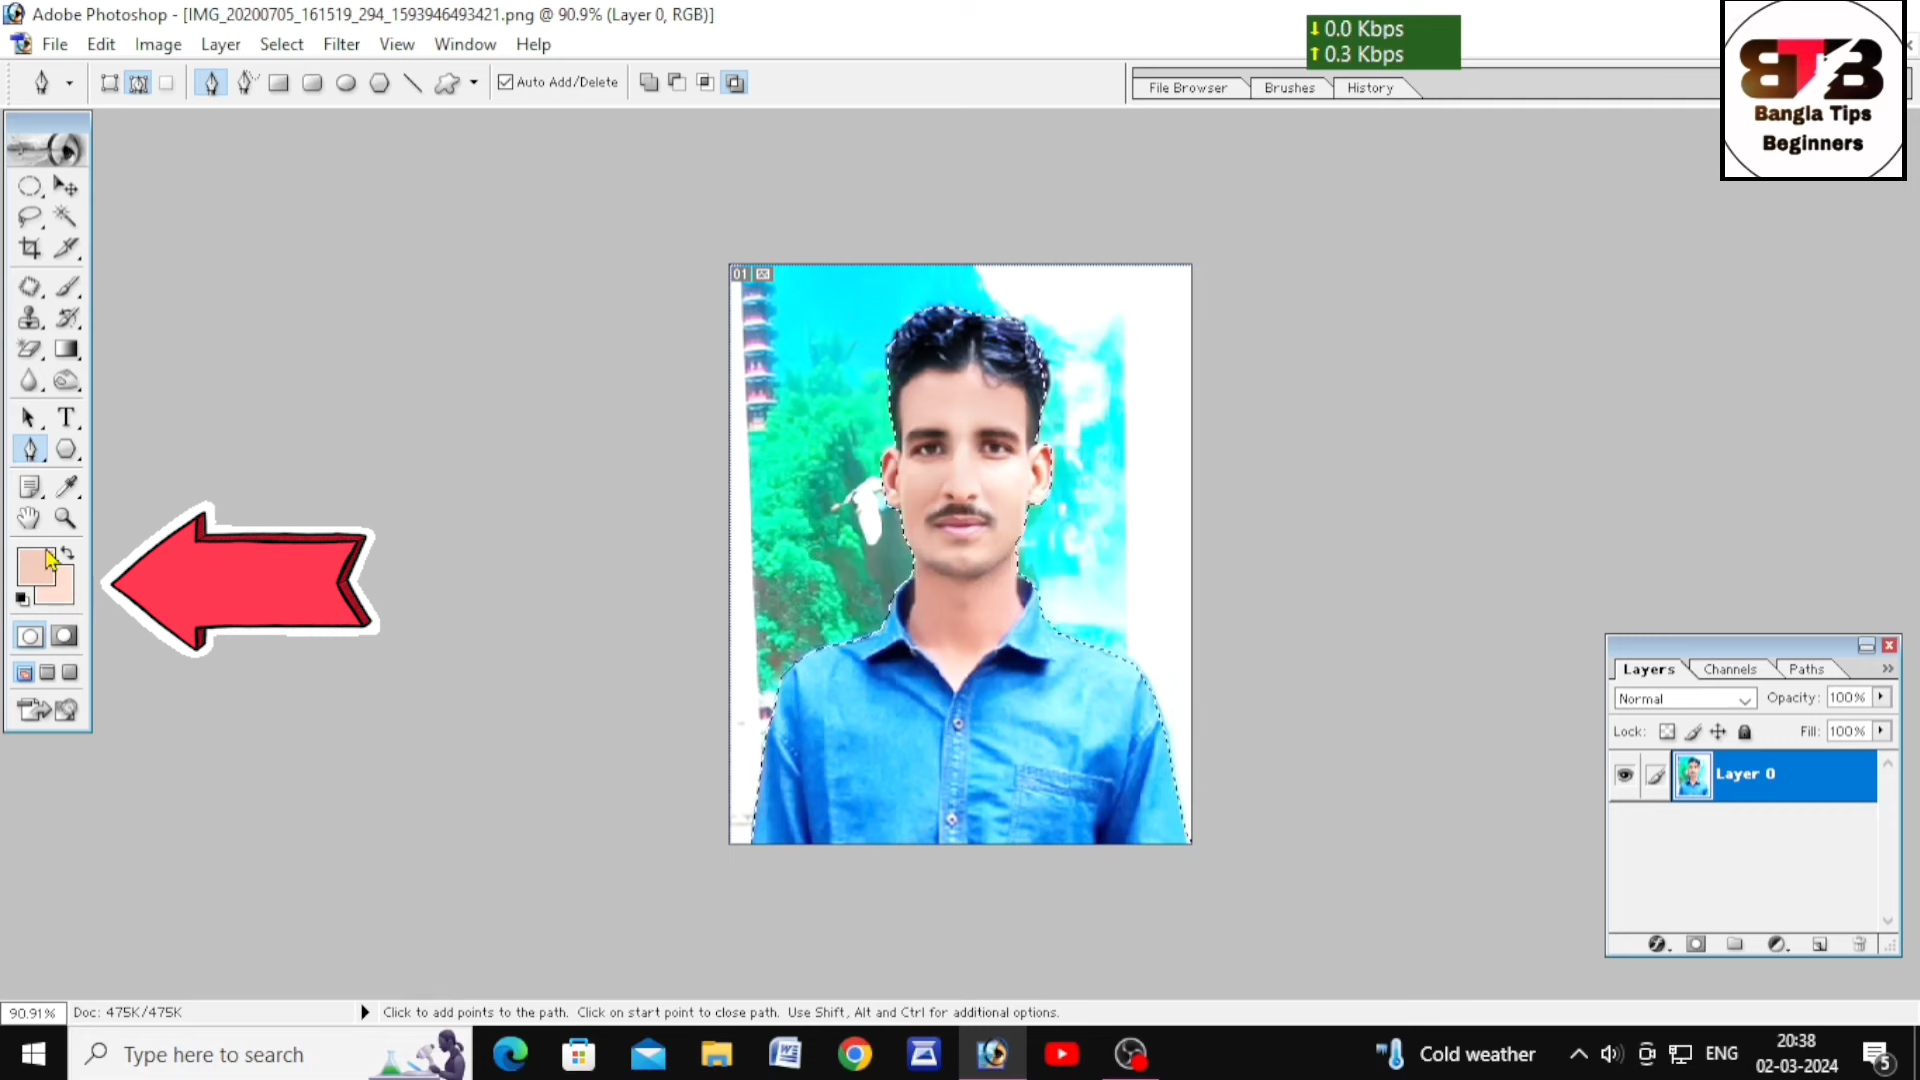 Adobe Photoshop - [IMG_20200705_161519_294_1593946493421.png @ 90.9% (Layer 0, RGB)]
File Edit Image Layer Select Filter View Window Help
0.0 Kbps
0.3 Kbps
Auto Add/Delete
File Browser Brushes History
BTB
Bangla Tips
Beginners
01
T
Layers Channels Paths
Normal Opacity: 100%
Lock: Fill: 100%
Layer 0
90.91% Doc: 475K/475K Click to add points to the path. Click on start point to close path. Use Shift, Alt and Ctrl for additional options.
Type here to search
Cold weather
ENG
20:38
02-03-2024
5